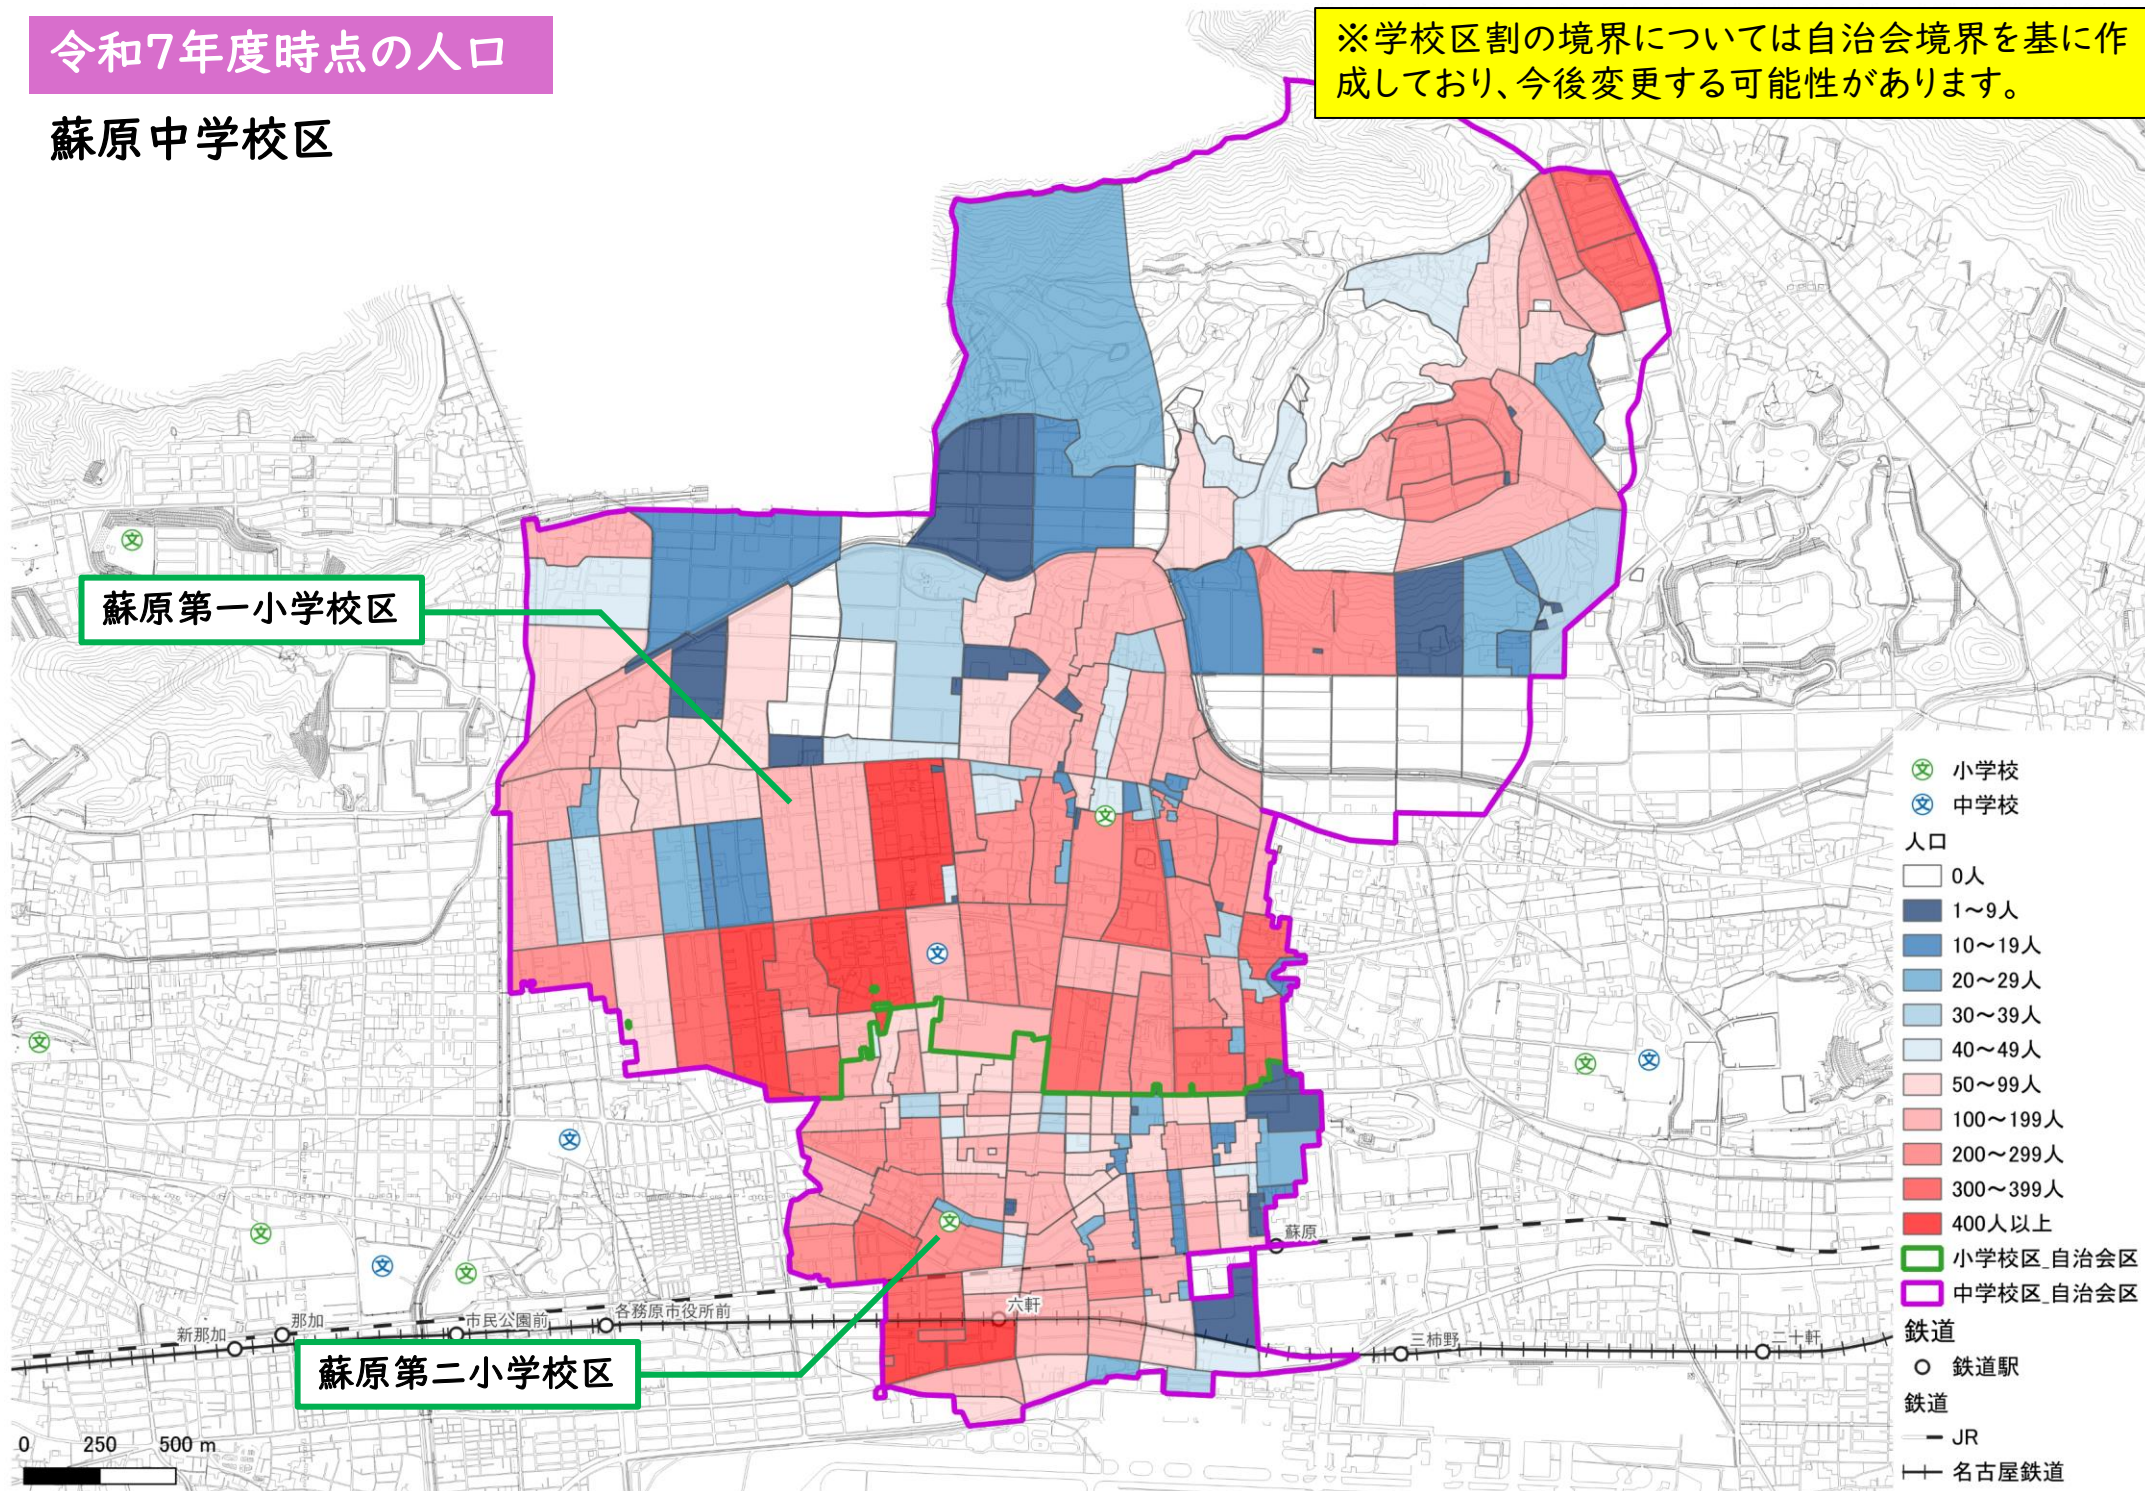 令和7年度時点の人口
※学校区割の境界については自治会境界を基に作
成しており、今後変更する可能性があります。
蘇原中学校区
蘇原第一小学校区
蘇原第二小学校区
蘇原
六軒
各務原市役所前
市民公園前
那加
新那加
三柿野
二十軒
0 250 500 m
小学校
中学校
人口
0人
1～9人
10～19人
20～29人
30～39人
40～49人
50～99人
100～199人
200～299人
300～399人
400人以上
小学校区_自治会区
中学校区_自治会区
鉄道
鉄道駅
鉄道
JR
名古屋鉄道